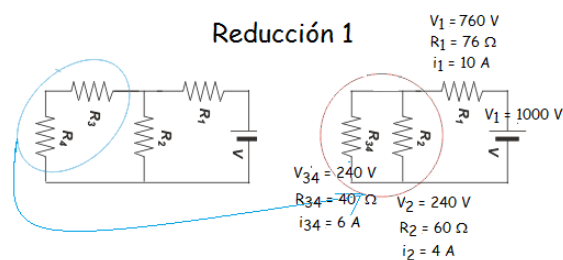 Reducción 1
V1 = 760 V
R1 = 76 Ω
i1 = 10 A
R3
R1
R4
R2
V
R1
V1 = 1000 V
R34
R2
V
V34 = 240 V
R34 = 40 Ω
i34 = 6 A
V2 = 240 V
R2 = 60 Ω
i2 = 4 A